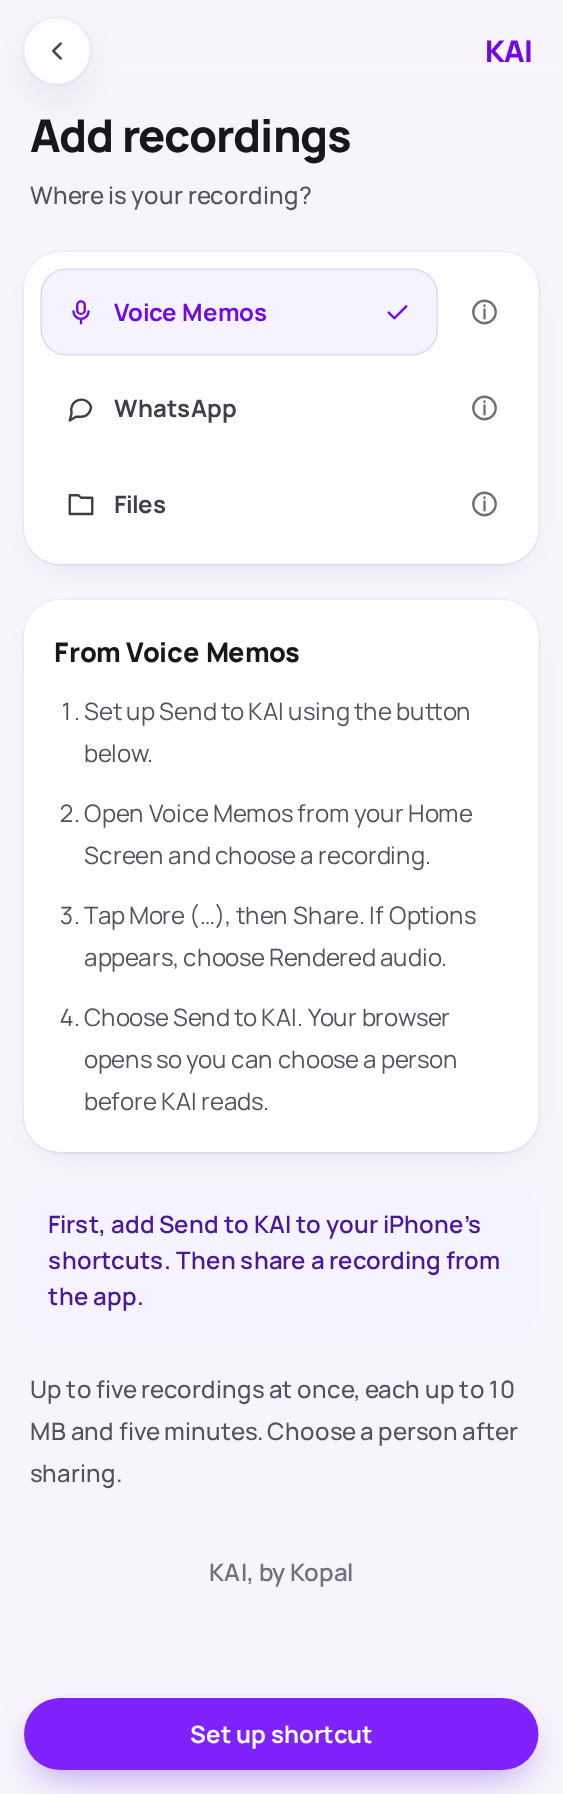 KAI
Add recordings
Where is your recording?
Voice Memos
WhatsApp
Files
From Voice Memos
1. Set up Send to KAI using the button
below.
2. Open Voice Memos from your Home
Screen and choose a recording.
3. Tap More (…), then Share. If Options
appears, choose Rendered audio.
4. Choose Send to KAI. Your browser
opens so you can choose a person
before KAI reads.
First, add Send to KAI to your iPhone’s
shortcuts. Then share a recording from
the app.
Up to five recordings at once, each up to 10
MB and five minutes. Choose a person after
sharing.
KAI, by Kopal
Set up shortcut